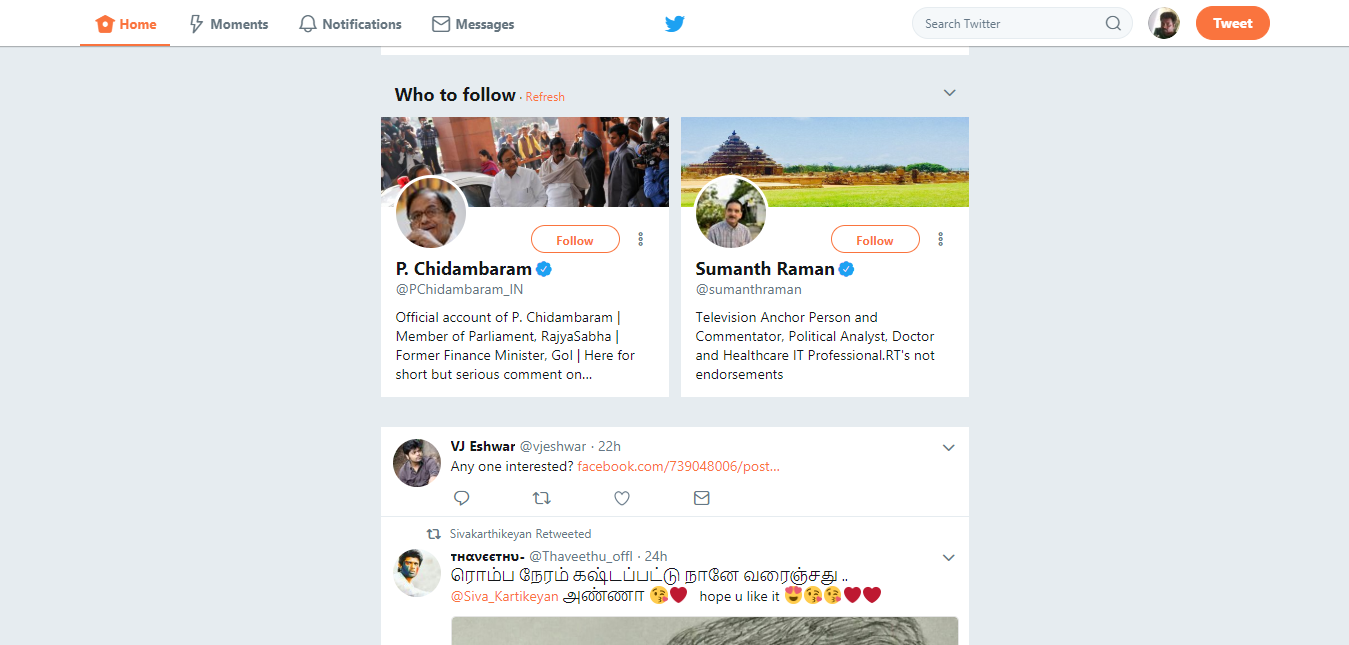 Home Moments Notifications Messages Search Twitter Tweet
Who to follow · Refresh
Follow
P. Chidambaram
@PChidambaram_IN
Official account of P. Chidambaram |
Member of Parliament, RajyaSabha |
Former Finance Minister, GoI | Here for
short but serious comment on...
Follow
Sumanth Raman
@sumanthraman
Television Anchor Person and
Commentator, Political Analyst, Doctor
and Healthcare IT Professional.RT's not
endorsements
VJ Eshwar @vjeshwar · 22h
Any one interested? facebook.com/739048006/post...
Sivakarthikeyan Retweeted
тнαvєєтнυ- @Thaveethu_offl · 24h
ரொம்ப நேரம் கஷ்டப்பட்டு நானே வரைஞ்சது ..
@Siva_Kartikeyan அண்ணா 😘❤ hope u like it 😍😘😘❤❤